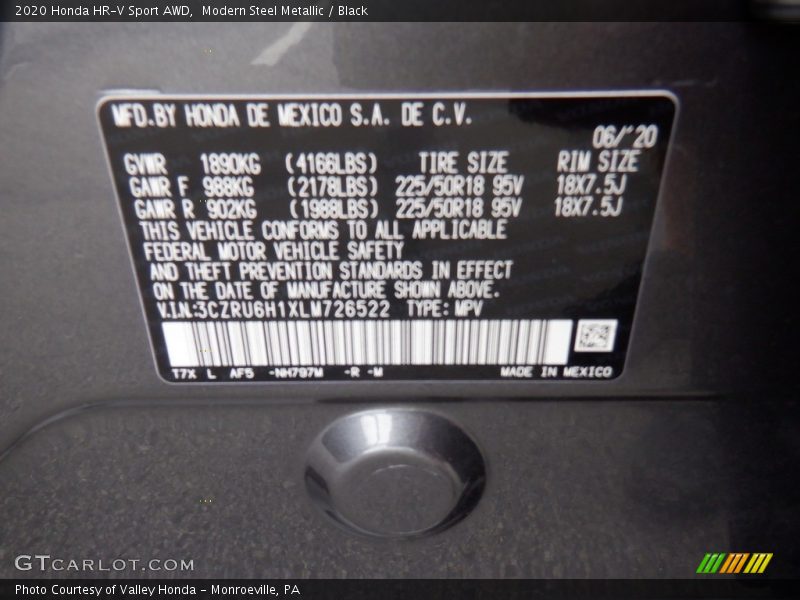 2020 Honda HR-V Sport AWD, Modern Steel Metallic / Black
MFD.BY HONDA DE MEXICO S.A. DE C.V.
06/'20
GVWR 1890KG (4166LBS) TIRE SIZE RIM SIZE
GAWR F 988KG (2178LBS) 225/50R18 95V 18X7.5J
GAWR R 902KG (1988LBS) 225/50R18 95V 18X7.5J
THIS VEHICLE CONFORMS TO ALL APPLICABLE
FEDERAL MOTOR VEHICLE SAFETY
AND THEFT PREVENTION STANDARDS IN EFFECT
ON THE DATE OF MANUFACTURE SHOWN ABOVE.
V.I.N:3CZRU6H1XLM726522 TYPE: MPV
T7X L AF5 -NH797M -R -M MADE IN MEXICO
GTCARLOT.COM
Photo Courtesy of Valley Honda - Monroeville, PA